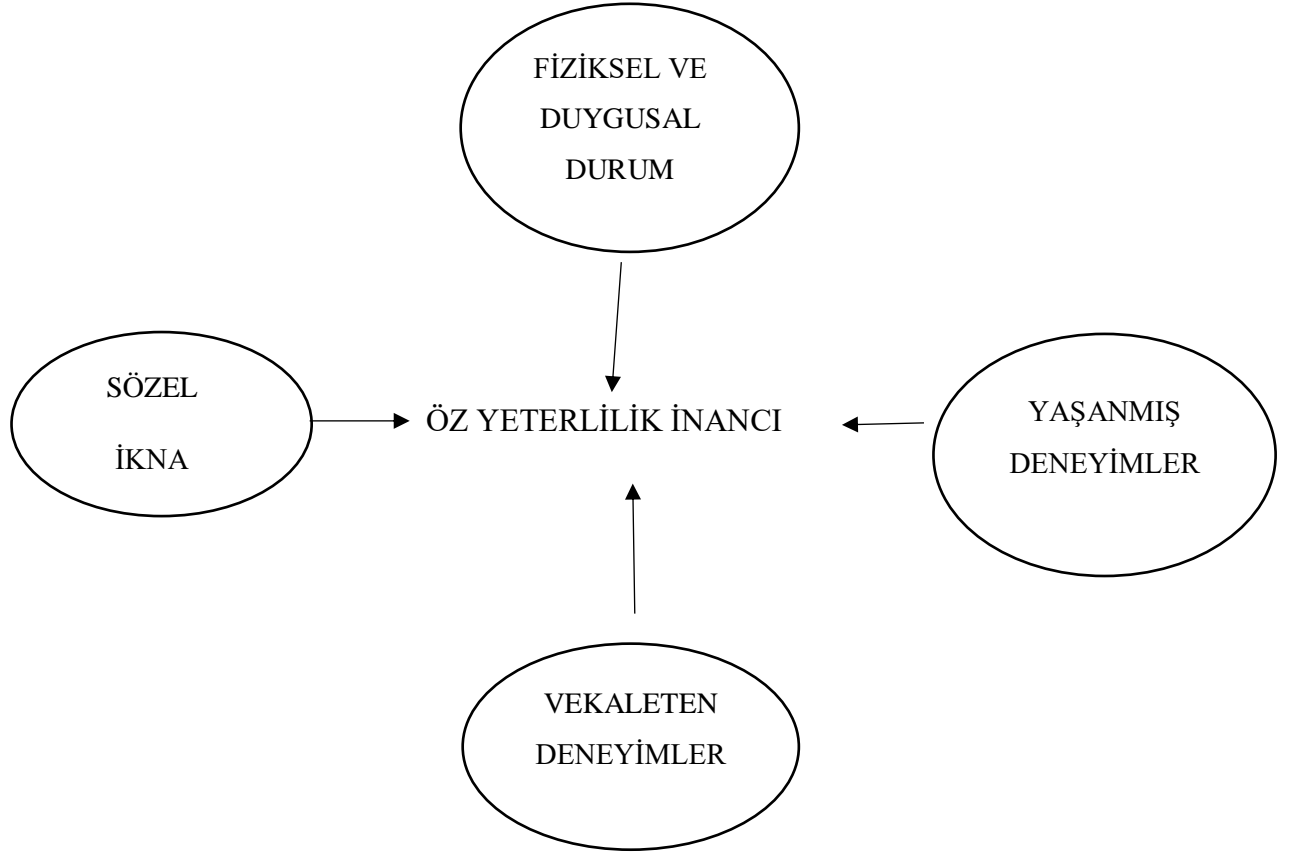 FİZİKSEL VE
DUYGUSAL
DURUM
SÖZEL
İKNA
ÖZ YETERLİLİK İNANCI
YAŞANMIŞ
DENEYİMLER
VEKALETEN
DENEYİMLER